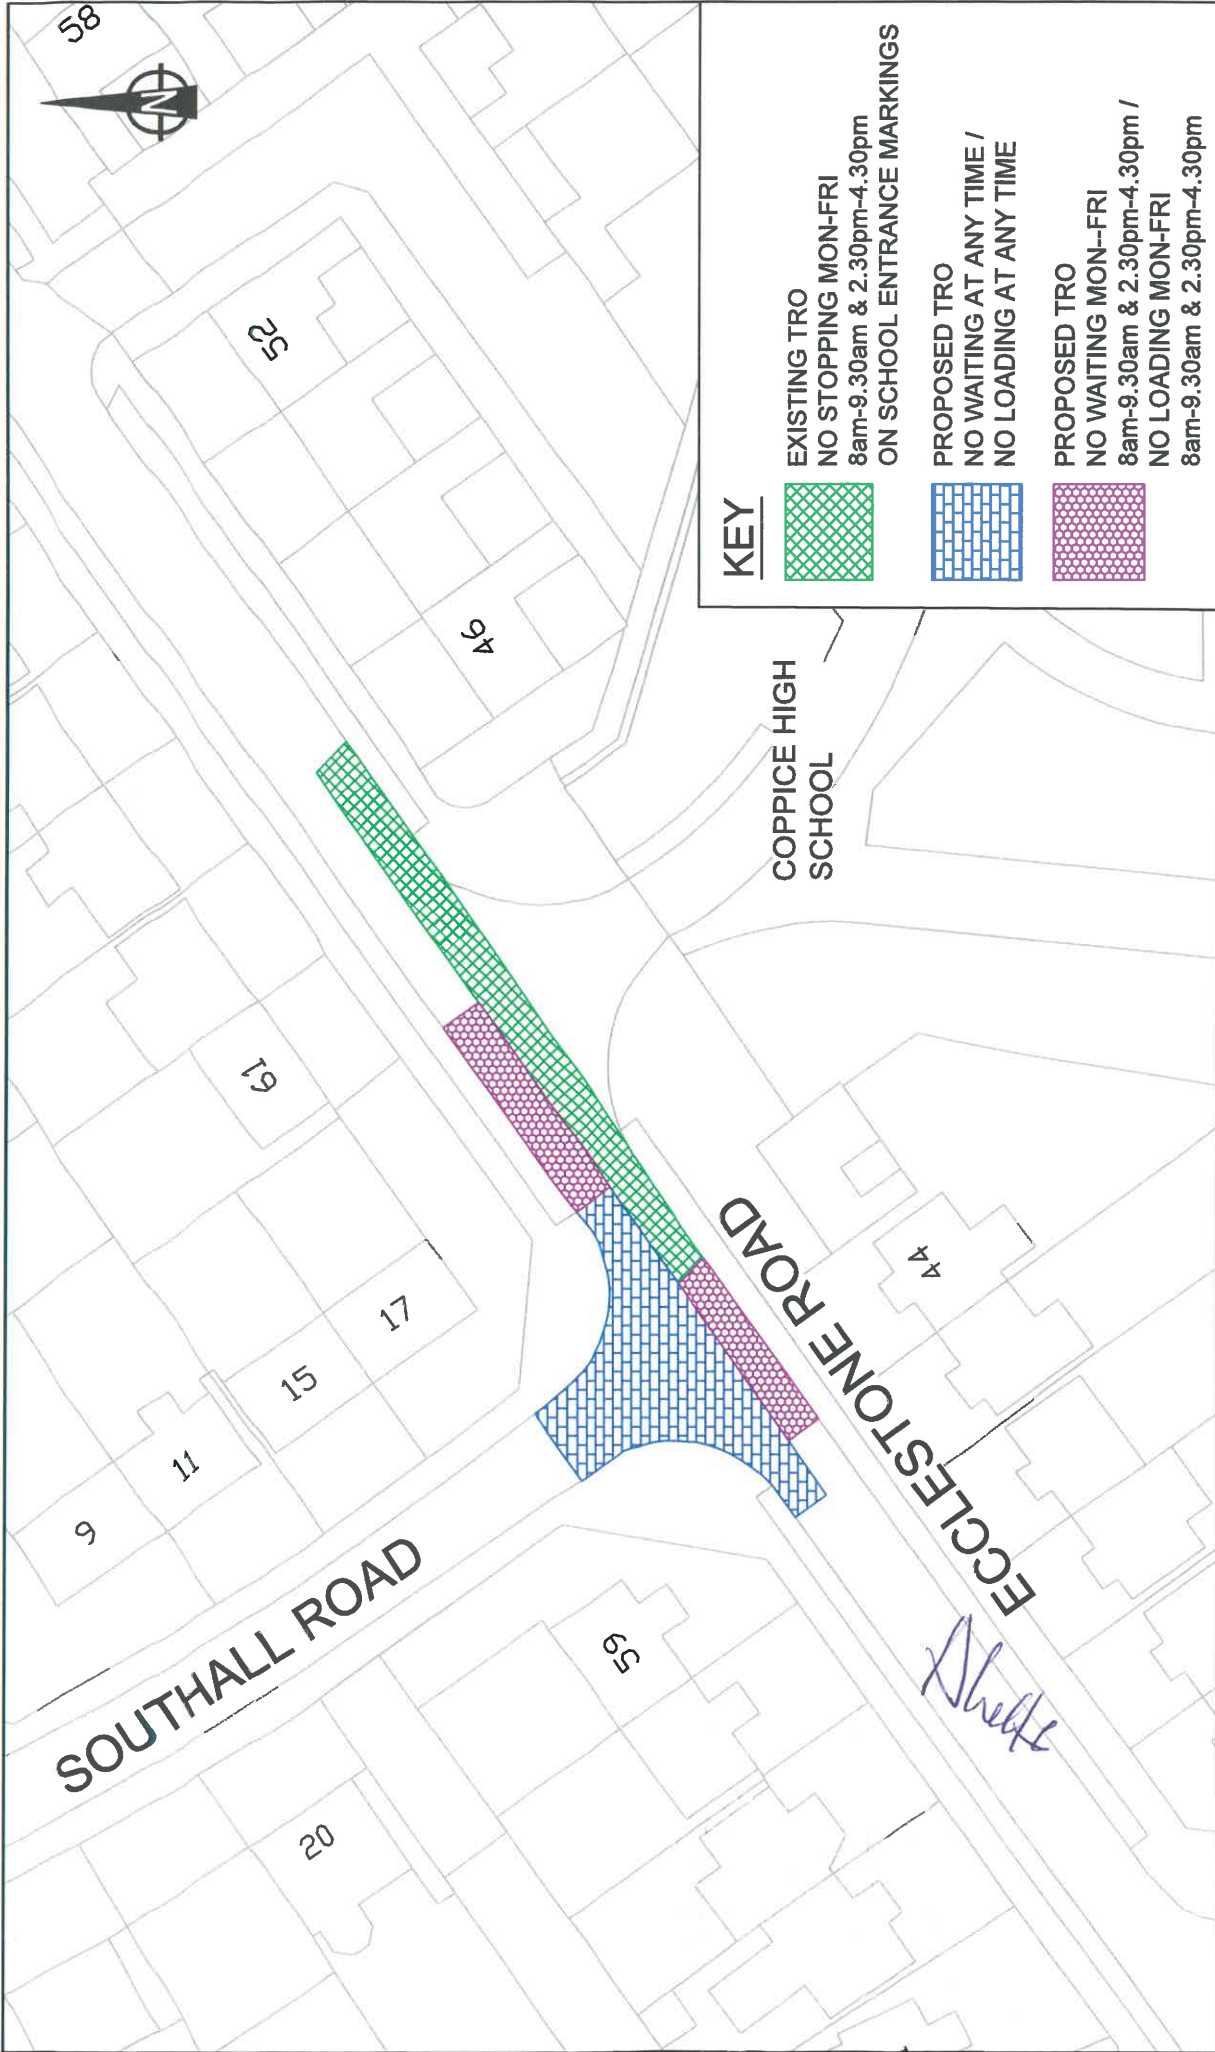 58
N
52
46
61
17
15
11
9
SOUTHALL ROAD
20
59
44
ECCLESTONE ROAD
COPPICE HIGH
SCHOOL
KEY
EXISTING TRO
NO STOPPING MON-FRI
8am-9.30am & 2.30pm-4.30pm
ON SCHOOL ENTRANCE MARKINGS
PROPOSED TRO
NO WAITING AT ANY TIME /
NO LOADING AT ANY TIME
PROPOSED TRO
NO WAITING MON--FRI
8am-9.30am & 2.30pm-4.30pm /
NO LOADING MON-FRI
8am-9.30am & 2.30pm-4.30pm